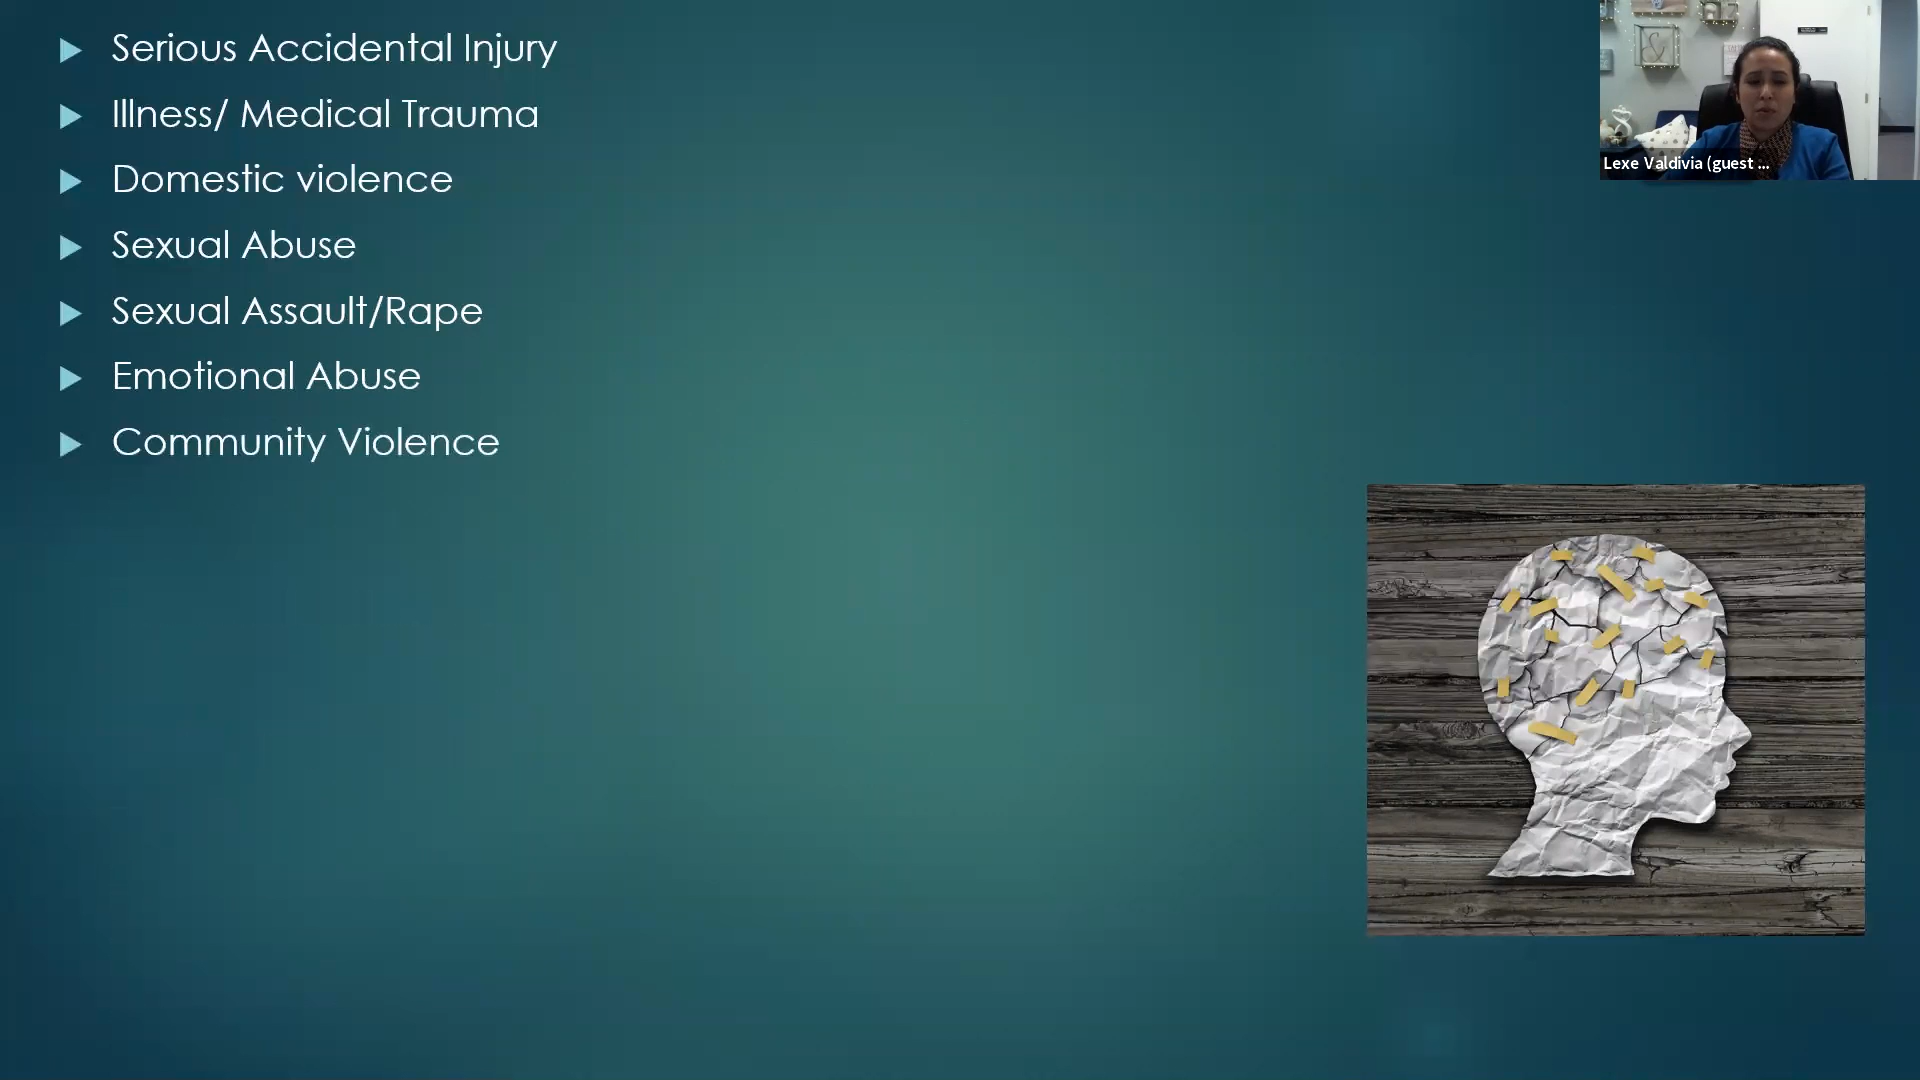 Serious Accidental Injury
Illness/ Medical Trauma
Domestic violence
Sexual Abuse
Sexual Assault/Rape
Emotional Abuse
Community Violence
Lexe Valdivia (guest ...
&